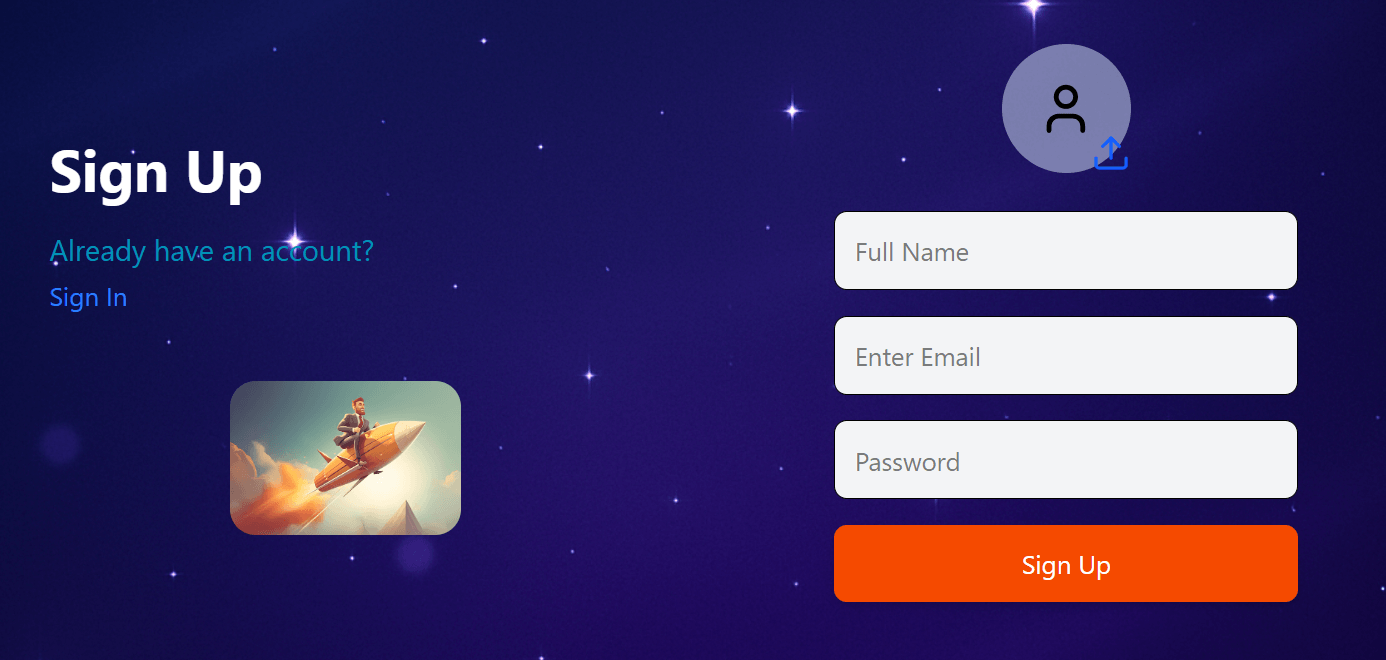 Sign Up
Already have an account?
Sign In
Full Name
Enter Email
Password
Sign Up